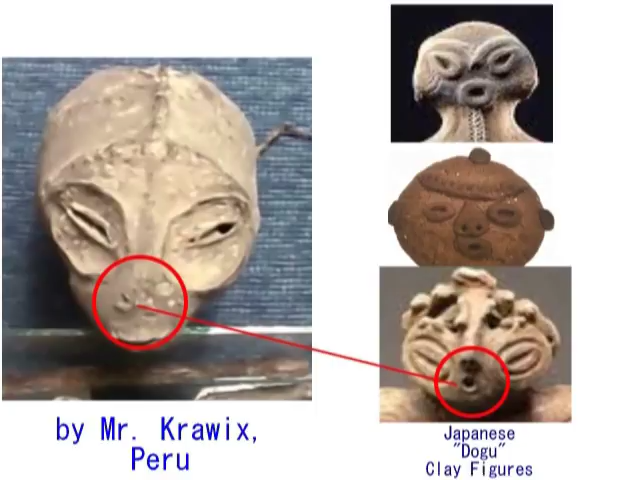 by Mr. Krawix,
Peru
Japanese
"Dogu"
Clay Figures